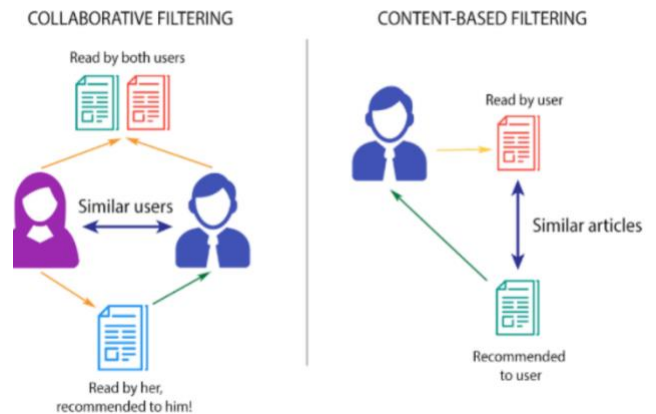 COLLABORATIVE FILTERING
Read by both users
Similar users
Read by her,
recommended to him!
CONTENT-BASED FILTERING
Read by user
Similar articles
Recommended
to user